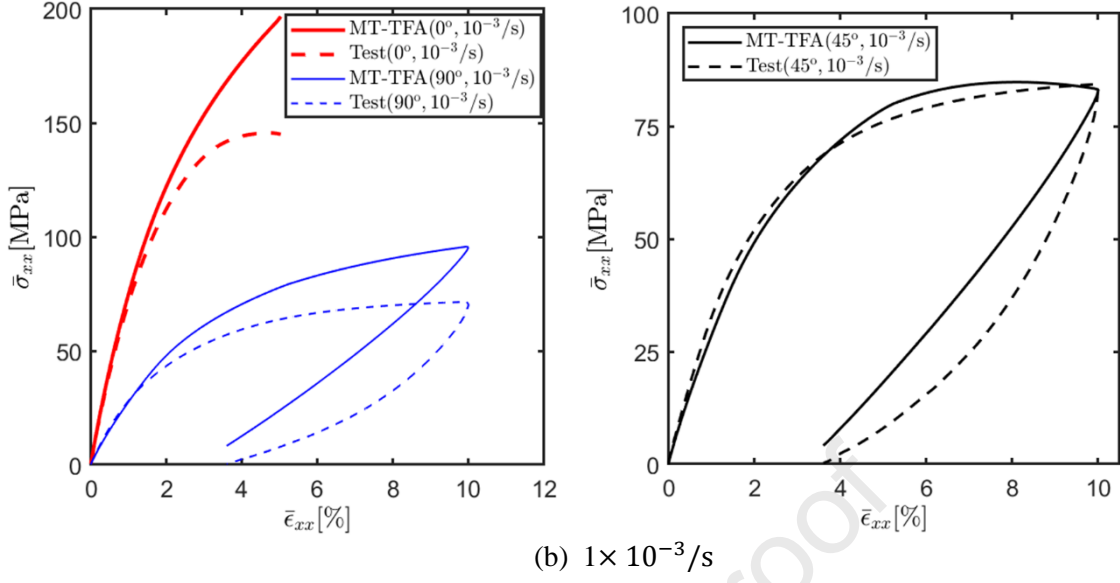 200
150
100
50
0
0 2 4 6 8 10 12
σ̄xx[MPa]
ϵ̄xx[%]
MT-TFA(0°, 10⁻³/s)
Test(0°, 10⁻³/s)
MT-TFA(90°, 10⁻³/s)
Test(90°, 10⁻³/s)
100
75
50
25
0
0 2 4 6 8 10
σ̄xx[MPa]
ϵ̄xx[%]
MT-TFA(45°, 10⁻³/s)
Test(45°, 10⁻³/s)
(b) 1× 10⁻³/s
roof